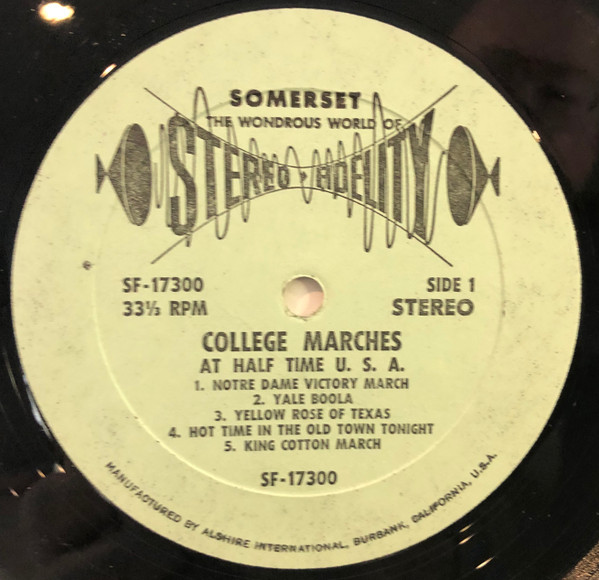 SOMERSET
THE WONDROUS WORLD OF
STEREO-FIDELITY
SF-17300
SIDE 1
33⅓ RPM
STEREO
COLLEGE MARCHES
AT HALF TIME U. S. A.
1. NOTRE DAME VICTORY MARCH
2. YALE BOOLA
3. YELLOW ROSE OF TEXAS
4. HOT TIME IN THE OLD TOWN TONIGHT
5. KING COTTON MARCH
SF-17300
MANUFACTURED BY ALSHIRE INTERNATIONAL, BURBANK, CALIFORNIA, U.S.A.